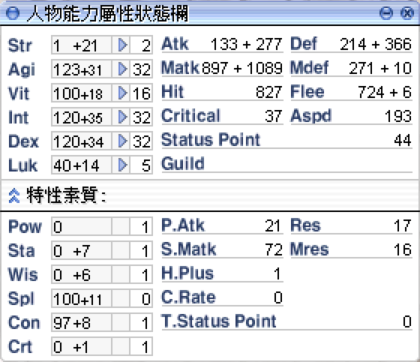 人物能力屬性狀態欄
Str 1 +21 2 Atk 133 + 277 Def 214 + 366
Agi 123+31 32 Matk 897 + 1089 Mdef 271 + 10
Vit 100+18 16 Hit 827 Flee 724 + 6
Int 120+35 32 Critical 37 Aspd 193
Dex 120+34 32 Status Point 44
Luk 40+14 5 Guild
特性素質:
Pow 0 1 P.Atk 21 Res 17
Sta 0 +7 1 S.Matk 72 Mres 16
Wis 0 +6 1 H.Plus 1
Spl 100+11 0 C.Rate 0
Con 97+8 1 T.Status Point 0
Crt 0 +1 1